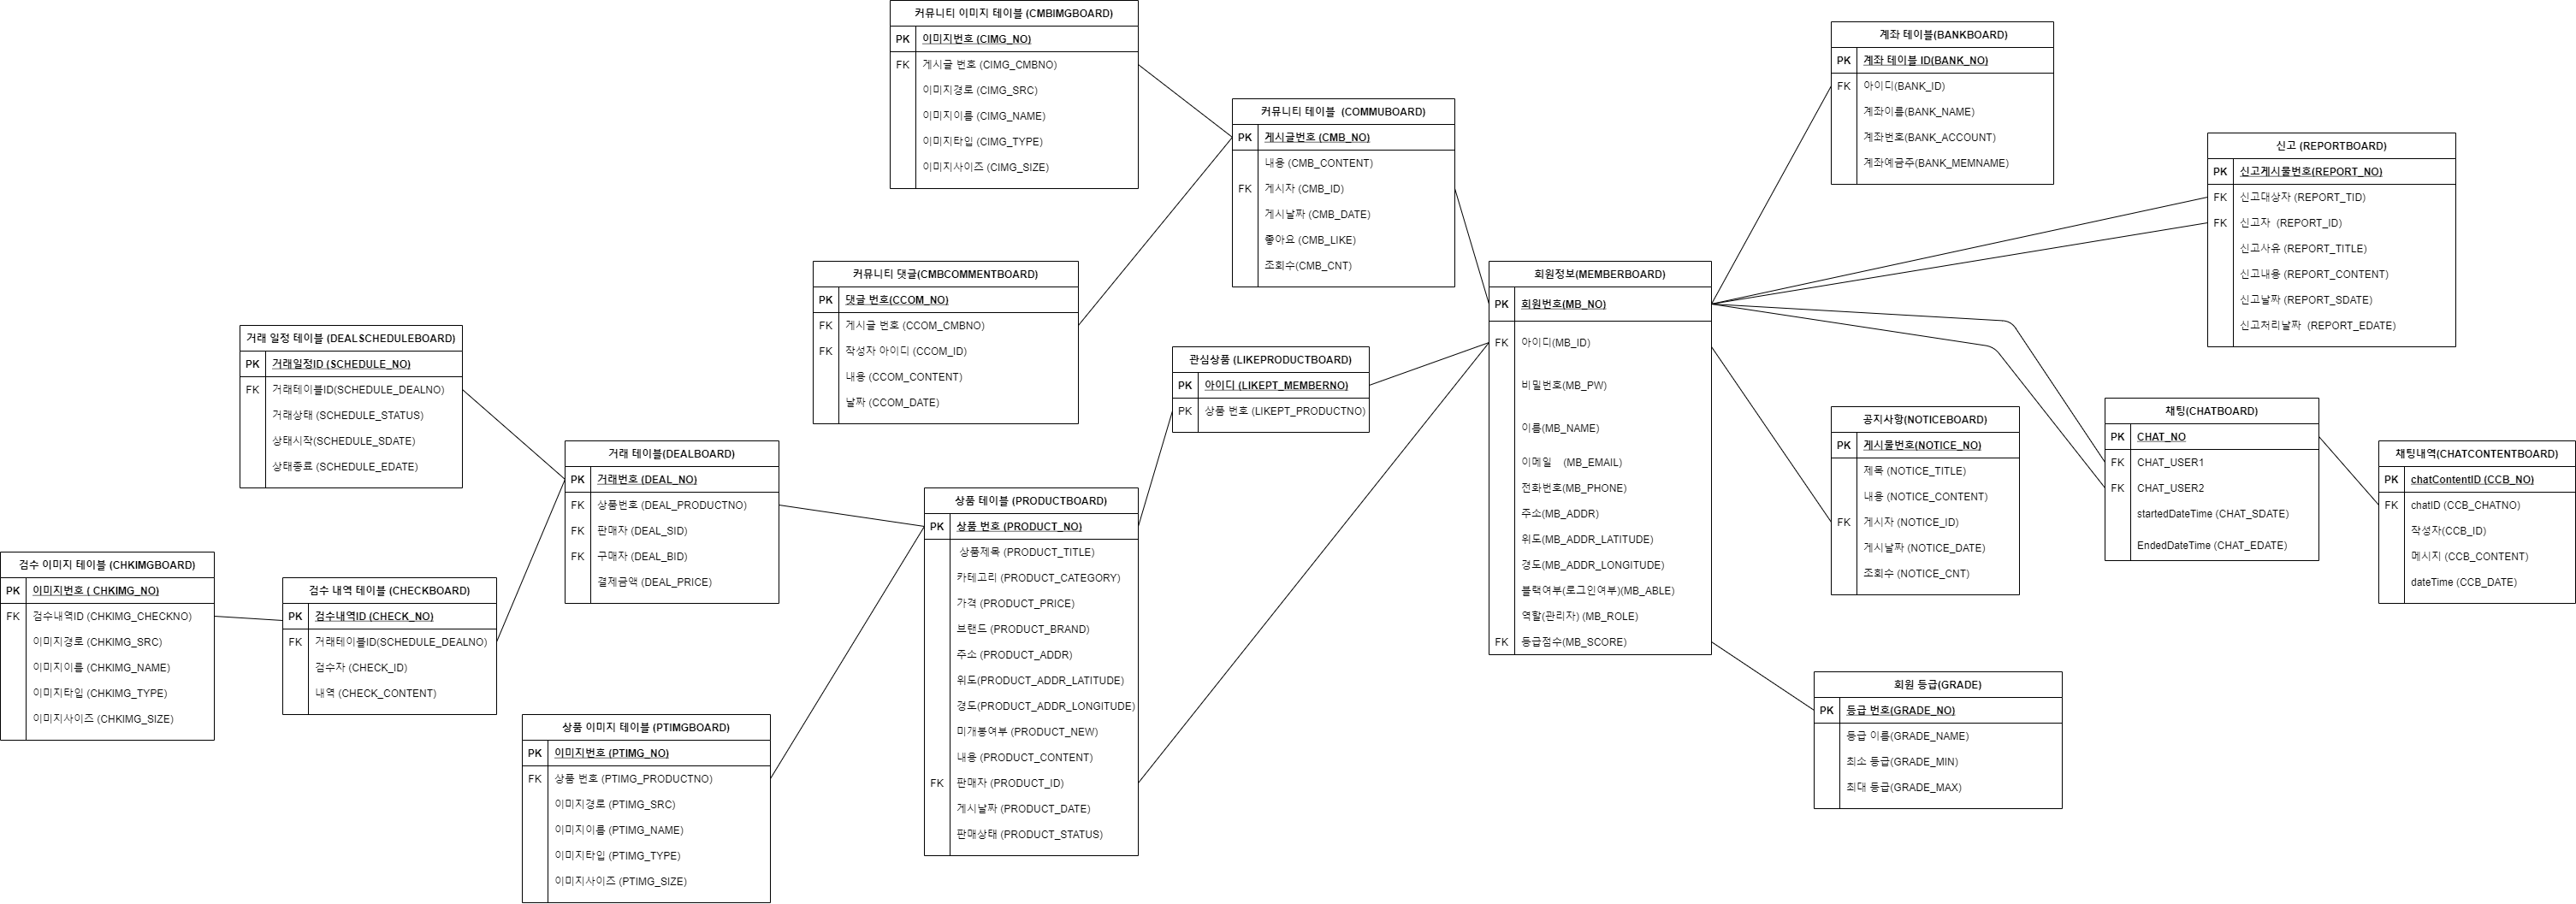 커뮤니티 이미지 테이블 (CMBIMGBOARD)
PK 이미지번호 (CIMG_NO)
FK 게시글 번호 (CIMG_CMBNO)
이미지경로 (CIMG_SRC)
이미지이름 (CIMG_NAME)
이미지타입 (CIMG_TYPE)
이미지사이즈 (CIMG_SIZE)
계좌 테이블(BANKBOARD)
PK 계좌 테이블 ID(BANK_NO)
FK 아이디(BANK_ID)
계좌이름(BANK_NAME)
계좌번호(BANK_ACCOUNT)
계좌예금주(BANK_MEMNAME)
커뮤니티 테이블 (COMMUBOARD)
PK 게시글번호 (CMB_NO)
내용 (CMB_CONTENT)
FK 게시자 (CMB_ID)
게시날짜 (CMB_DATE)
좋아요 (CMB_LIKE)
조회수(CMB_CNT)
신고 (REPORTBOARD)
PK 신고게시물번호(REPORT_NO)
FK 신고대상자 (REPORT_TID)
FK 신고자 (REPORT_ID)
신고사유 (REPORT_TITLE)
신고내용 (REPORT_CONTENT)
신고날짜 (REPORT_SDATE)
신고처리날짜 (REPORT_EDATE)
커뮤니티 댓글(CMBCOMMENTBOARD)
PK 댓글 번호(CCOM_NO)
FK 게시글 번호 (CCOM_CMBNO)
FK 작성자 아이디 (CCOM_ID)
내용 (CCOM_CONTENT)
날짜 (CCOM_DATE)
회원정보(MEMBERBOARD)
PK 회원번호(MB_NO)
FK 아이디(MB_ID)
비밀번호(MB_PW)
이름(MB_NAME)
이메일 (MB_EMAIL)
전화번호(MB_PHONE)
주소(MB_ADDR)
위도(MB_ADDR_LATITUDE)
경도(MB_ADDR_LONGITUDE)
블랙여부(로그인여부)(MB_ABLE)
역할(관리자) (MB_ROLE)
FK 등급점수(MB_SCORE)
거래 일정 테이블 (DEALSCHEDULEBOARD)
PK 거래일정ID (SCHEDULE_NO)
FK 거래테이블ID(SCHEDULE_DEALNO)
거래상태 (SCHEDULE_STATUS)
상태시작(SCHEDULE_SDATE)
상태종료 (SCHEDULE_EDATE)
관심상품 (LIKEPRODUCTBOARD)
PK 아이디 (LIKEPT_MEMBERNO)
PK 상품 번호 (LIKEPT_PRODUCTNO)
채팅(CHATBOARD)
PK CHAT_NO
FK CHAT_USER1
FK CHAT_USER2
startedDateTime (CHAT_SDATE)
EndedDateTime (CHAT_EDATE)
공지사항(NOTICEBOARD)
PK 게시물번호(NOTICE_NO)
제목 (NOTICE_TITLE)
내용 (NOTICE_CONTENT)
FK 게시자 (NOTICE_ID)
게시날짜 (NOTICE_DATE)
조회수 (NOTICE_CNT)
거래 테이블(DEALBOARD)
PK 거래번호 (DEAL_NO)
FK 상품번호 (DEAL_PRODUCTNO)
FK 판매자 (DEAL_SID)
FK 구매자 (DEAL_BID)
결제금액 (DEAL_PRICE)
채팅내역(CHATCONTENTBOARD)
PK chatContentID (CCB_NO)
FK chatID (CCB_CHATNO)
작성자(CCB_ID)
메시지 (CCB_CONTENT)
dateTime (CCB_DATE)
상품 테이블 (PRODUCTBOARD)
PK 상품 번호 (PRODUCT_NO)
상품제목 (PRODUCT_TITLE)
카테고리 (PRODUCT_CATEGORY)
가격 (PRODUCT_PRICE)
브랜드 (PRODUCT_BRAND)
주소 (PRODUCT_ADDR)
위도(PRODUCT_ADDR_LATITUDE)
경도(PRODUCT_ADDR_LONGITUDE)
미개봉여부 (PRODUCT_NEW)
내용 (PRODUCT_CONTENT)
FK 판매자 (PRODUCT_ID)
게시날짜 (PRODUCT_DATE)
판매상태 (PRODUCT_STATUS)
검수 이미지 테이블 (CHKIMGBOARD)
PK 이미지번호 ( CHKIMG_NO)
FK 검수내역ID (CHKIMG_CHECKNO)
이미지경로 (CHKIMG_SRC)
이미지이름 (CHKIMG_NAME)
이미지타입 (CHKIMG_TYPE)
이미지사이즈 (CHKIMG_SIZE)
검수 내역 테이블 (CHECKBOARD)
PK 검수내역ID (CHECK_NO)
FK 거래테이블ID(SCHEDULE_DEALNO)
검수자 (CHECK_ID)
내역 (CHECK_CONTENT)
회원 등급(GRADE)
PK 등급 번호(GRADE_NO)
등급 이름(GRADE_NAME)
최소 등급(GRADE_MIN)
최대 등급(GRADE_MAX)
상품 이미지 테이블 (PTIMGBOARD)
PK 이미지번호 (PTIMG_NO)
FK 상품 번호 (PTIMG_PRODUCTNO)
이미지경로 (PTIMG_SRC)
이미지이름 (PTIMG_NAME)
이미지타입 (PTIMG_TYPE)
이미지사이즈 (PTIMG_SIZE)